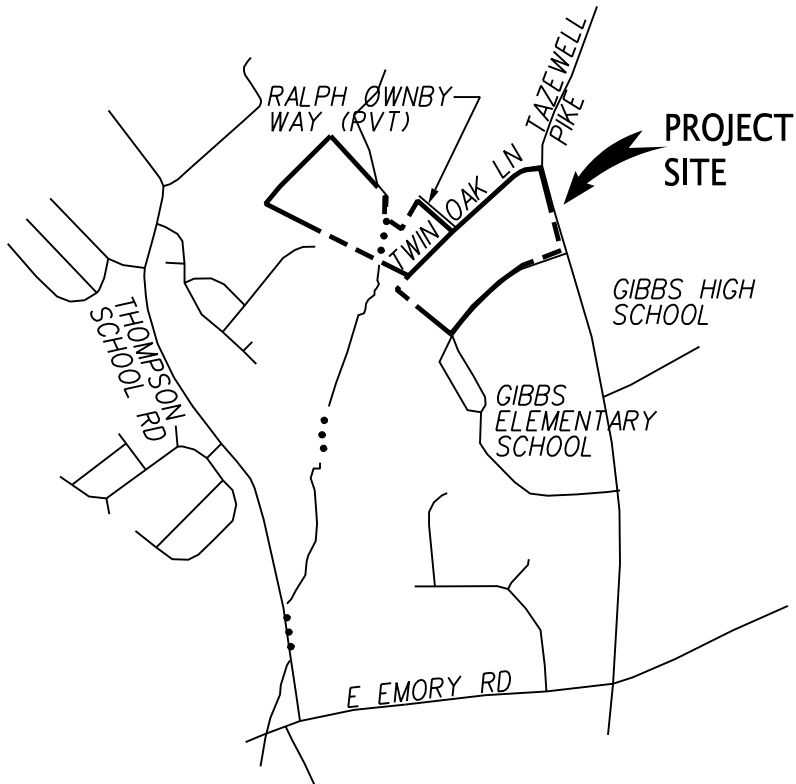 RALPH OWNBY
WAY (PVT)
TAZEWELL
PIKE
PROJECT
SITE
TWIN OAK LN
GIBBS HIGH
SCHOOL
THOMPSON
SCHOOL RD
GIBBS
ELEMENTARY
SCHOOL
E EMORY RD